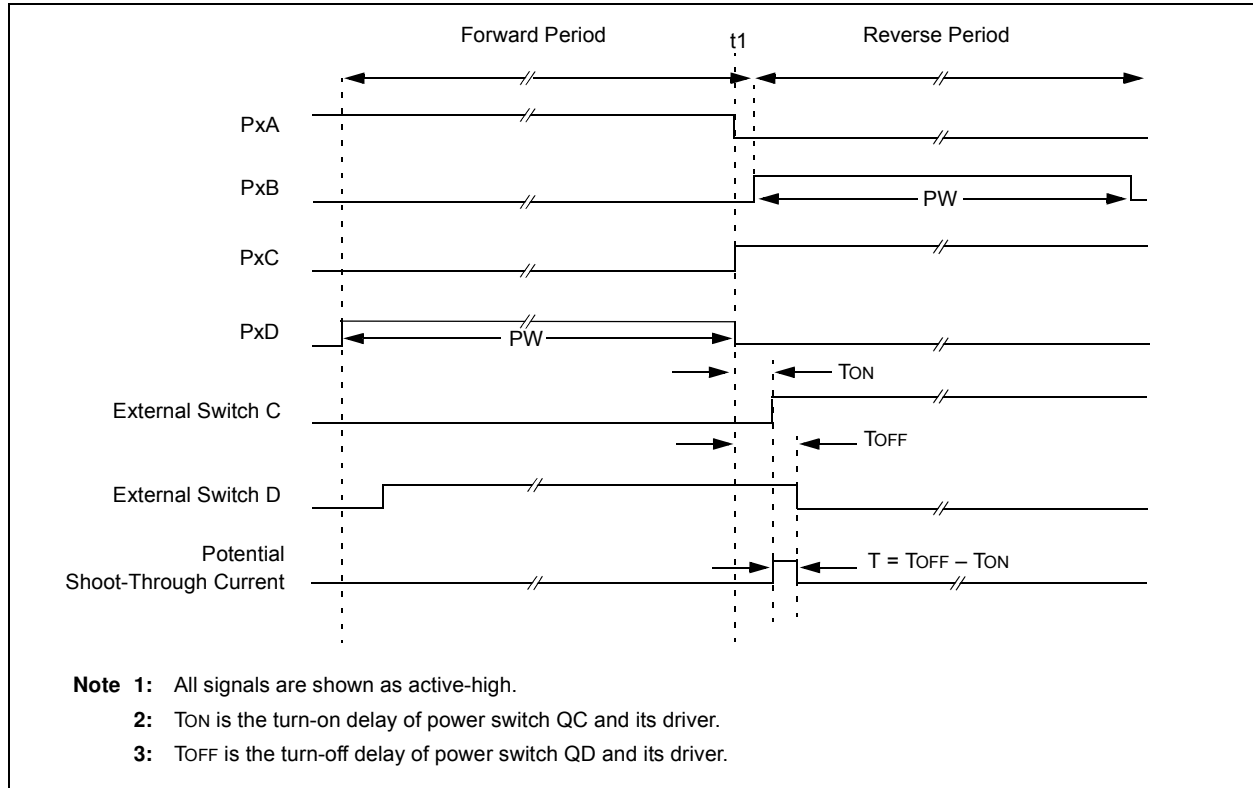 Forward Period
t1
Reverse Period
PxA
PxB
PW
PxC
PxD
PW
TON
External Switch C
TOFF
External Switch D
Potential
Shoot-Through Current
T = TOFF – TON
Note 1: All signals are shown as active-high.
2: TON is the turn-on delay of power switch QC and its driver.
3: TOFF is the turn-off delay of power switch QD and its driver.